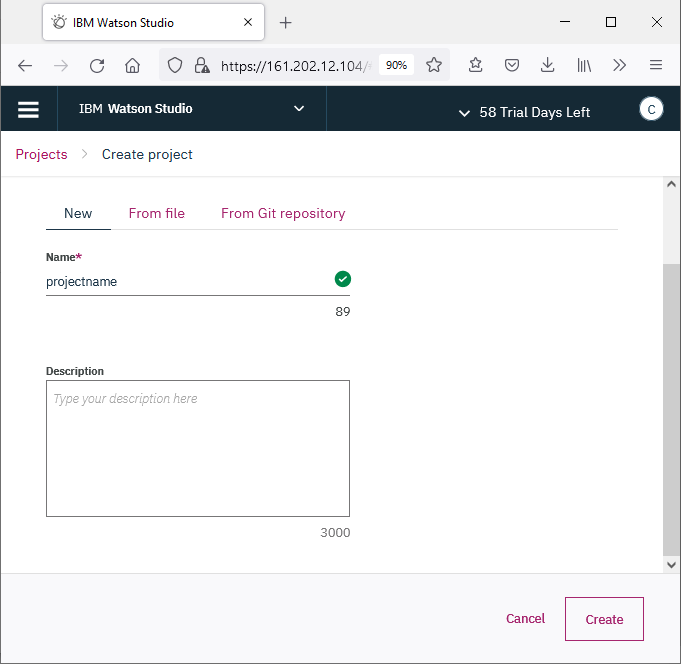 IBM Watson Studio
https://161.202.12.104/
90%
IBM Watson Studio
58 Trial Days Left
C
Projects > Create project
New From file From Git repository
Name*
projectname
89
Description
Type your description here
3000
Cancel Create